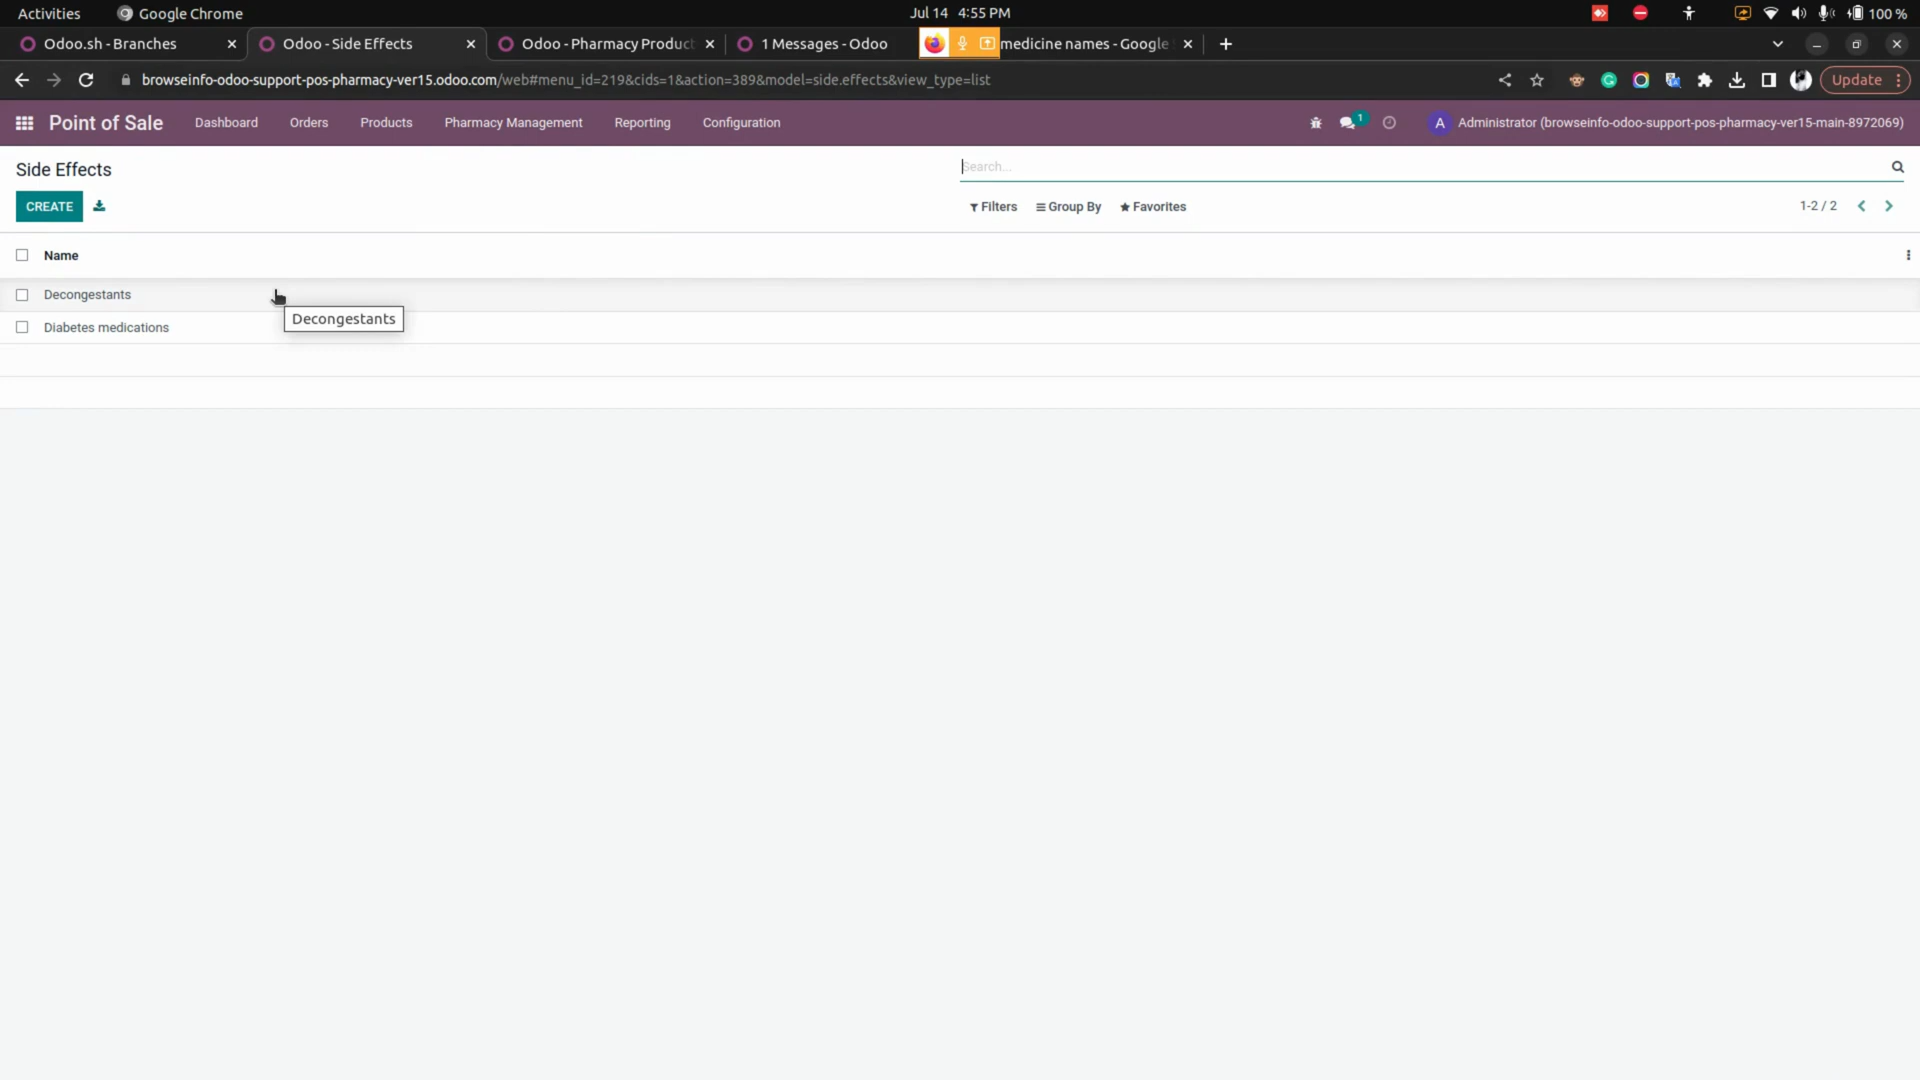 Activities Google Chrome Jul 14 4:55 PM 100 %
Odoo.sh - Branches Odoo - Side Effects Odoo - Pharmacy Product 1 Messages - Odoo medicine names - Google
browseinfo-odoo-support-pos-pharmacy-ver15.odoo.com/web#menu_id=219&cids=1&action=389&model=side.effects&view_type=list Update
Point of Sale Dashboard Orders Products Pharmacy Management Reporting Configuration 1 A Administrator (browseinfo-odoo-support-pos-pharmacy-ver15-main-8972069)
Side Effects Search...
CREATE Filters Group By Favorites 1-2 / 2
Name
Decongestants
Decongestants
Diabetes medications